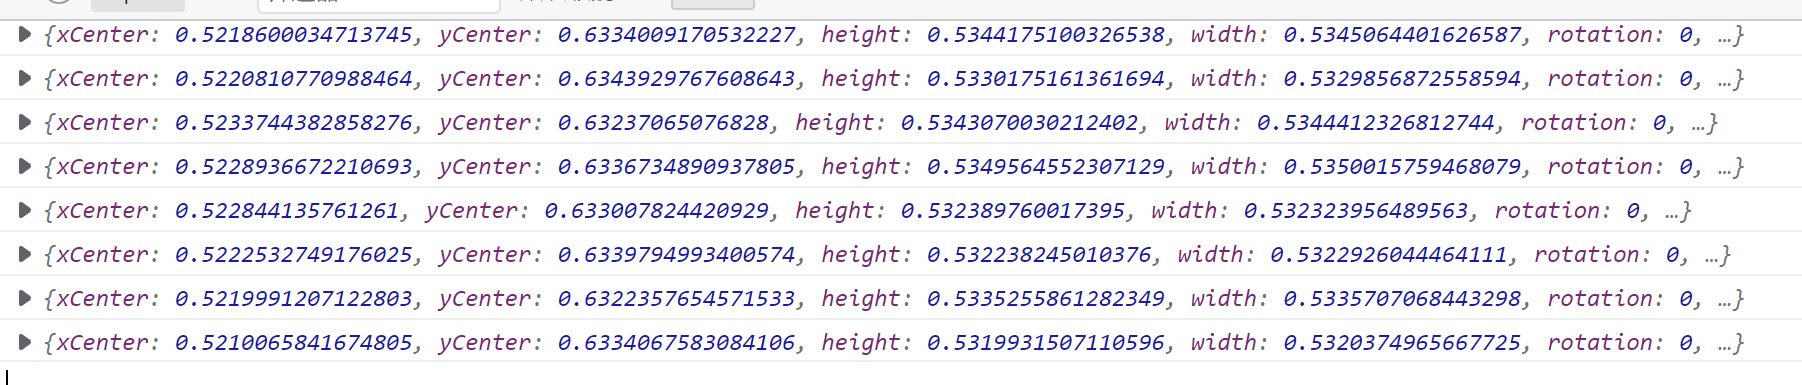 {xCenter: 0.5218600034713745, yCenter: 0.6334009170532227, height: 0.5344175100326538, width: 0.5345064401626587, rotation: 0, …}
{xCenter: 0.5220810770988464, yCenter: 0.6343929767608643, height: 0.5330175161361694, width: 0.5329856872558594, rotation: 0, …}
{xCenter: 0.5233744382858276, yCenter: 0.63237065076828, height: 0.5343070030212402, width: 0.5344412326812744, rotation: 0, …}
{xCenter: 0.5228936672210693, yCenter: 0.6336734890937805, height: 0.5349564552307129, width: 0.5350015759468079, rotation: 0, …}
{xCenter: 0.522844135761261, yCenter: 0.633007824420929, height: 0.532389760017395, width: 0.532323956489563, rotation: 0, …}
{xCenter: 0.5222532749176025, yCenter: 0.6339794993400574, height: 0.532238245010376, width: 0.5322926044464111, rotation: 0, …}
{xCenter: 0.5219991207122803, yCenter: 0.6322357654571533, height: 0.5335255861282349, width: 0.5335707068443298, rotation: 0, …}
{xCenter: 0.5210065841674805, yCenter: 0.6334067583084106, height: 0.5319931507110596, width: 0.5320374965667725, rotation: 0, …}